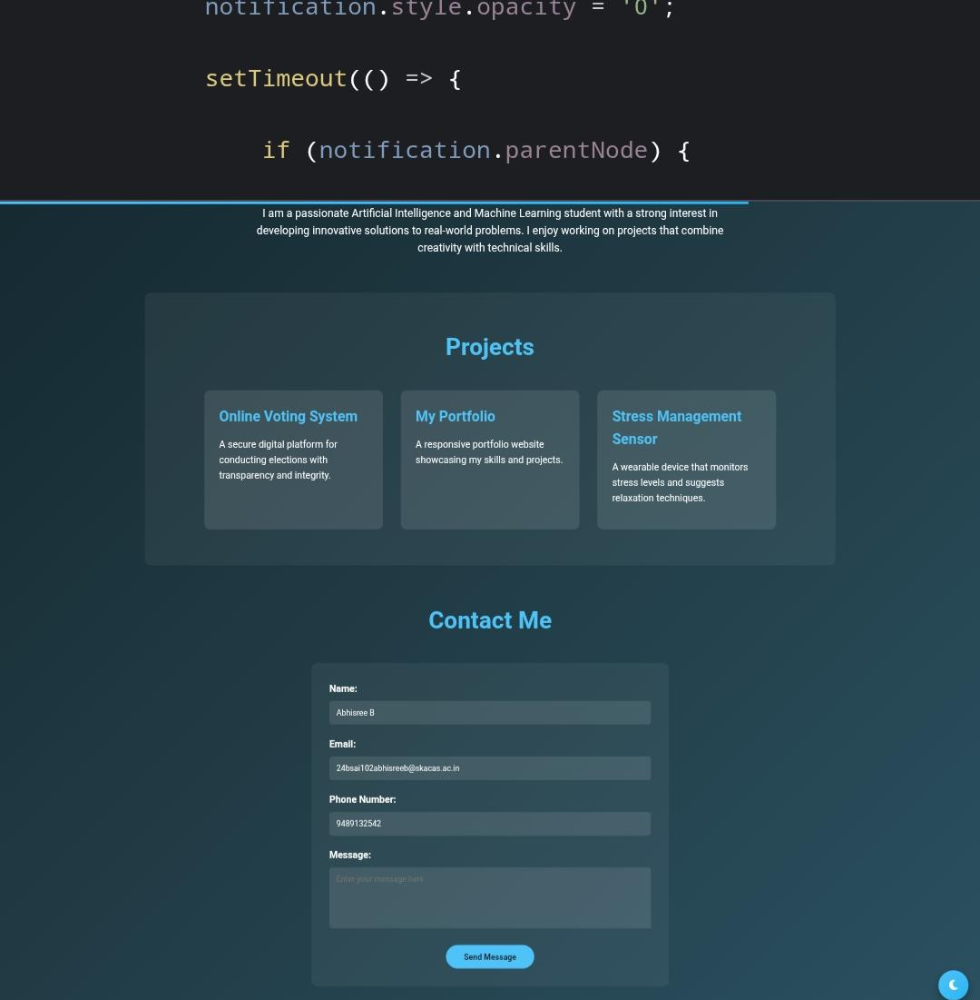 notification.style.opacity = '0';
setTimeout(() => {
if (notification.parentNode) {
I am a passionate Artificial Intelligence and Machine Learning student with a strong interest in
developing innovative solutions to real-world problems. I enjoy working on projects that combine
creativity with technical skills.
Projects
Online Voting System
A secure digital platform for
conducting elections with
transparency and integrity.
My Portfolio
A responsive portfolio website
showcasing my skills and projects.
Stress Management
Sensor
A wearable device that monitors
stress levels and suggests
relaxation techniques.
Contact Me
Name:
Abhisree B
Email:
24bsai102abhisreeb@skacas.ac.in
Phone Number:
9489132542
Message:
Enter your message here
Send Message